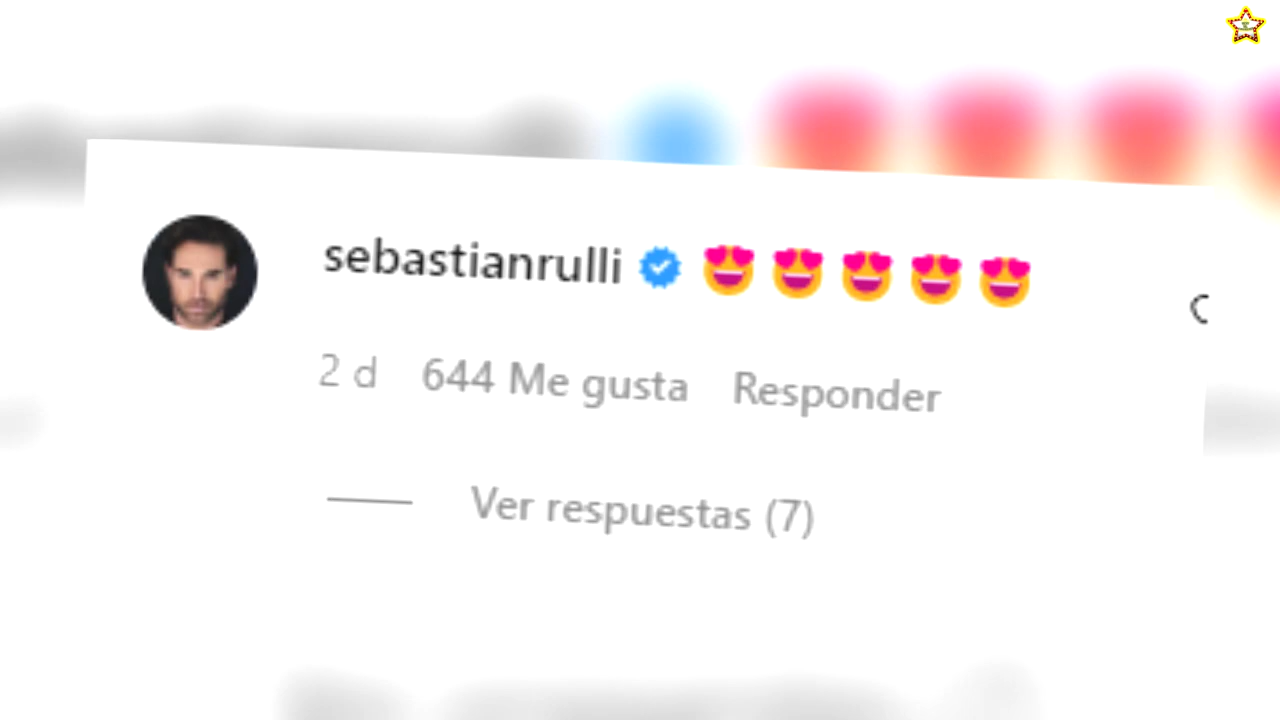 sebastianrulli 😍😍😍😍😍
2 d 644 Me gusta Responder
Ver respuestas (7)